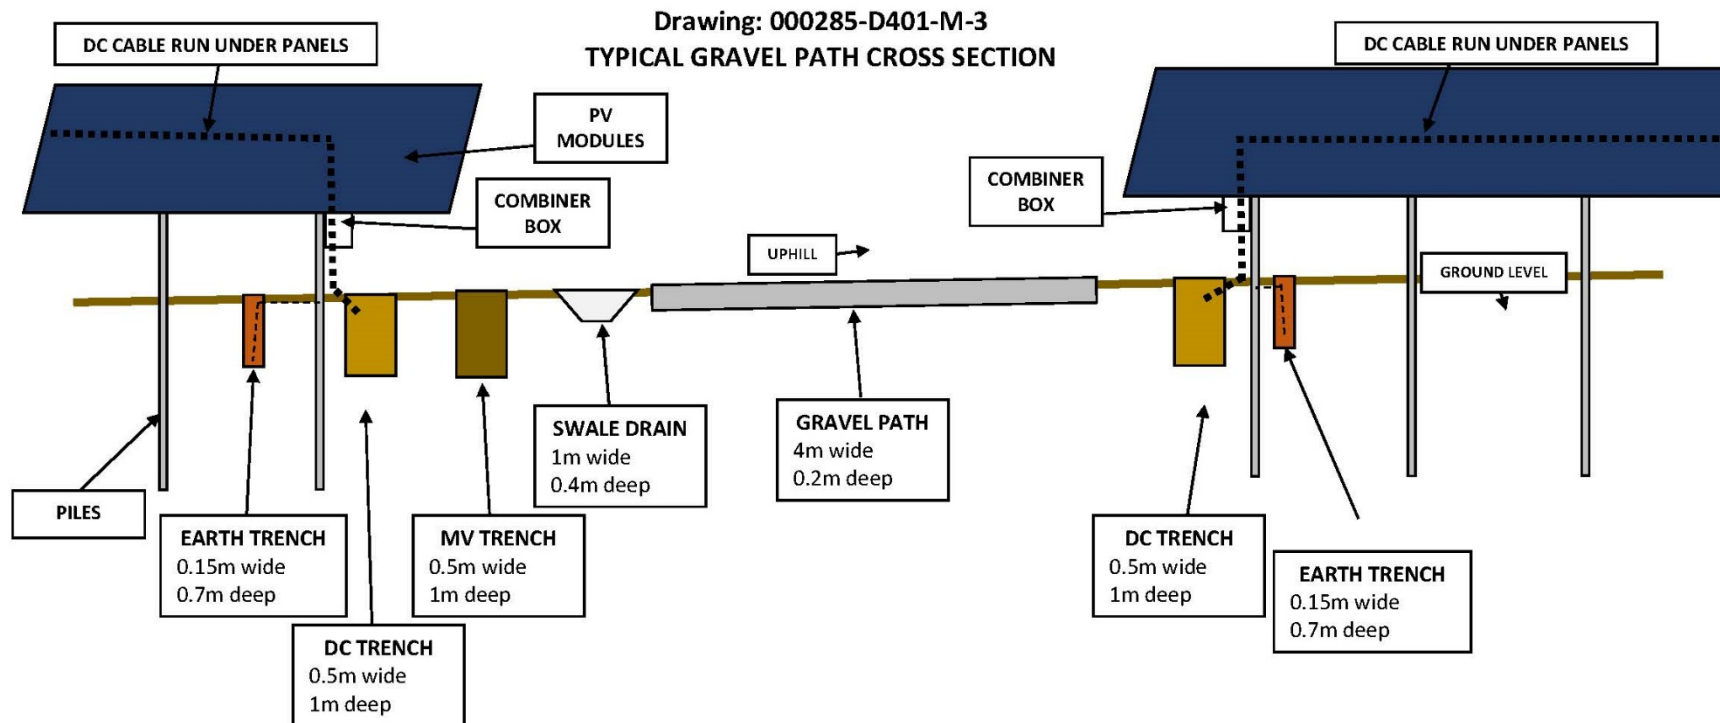 Drawing: 000285-D401-M-3
TYPICAL GRAVEL PATH CROSS SECTION
DC CABLE RUN UNDER PANELS
DC CABLE RUN UNDER PANELS
PV
MODULES
COMBINER
BOX
COMBINER
BOX
UPHILL
GROUND LEVEL
PILES
EARTH TRENCH
0.15m wide
0.7m deep
DC TRENCH
0.5m wide
1m deep
MV TRENCH
0.5m wide
1m deep
SWALE DRAIN
1m wide
0.4m deep
GRAVEL PATH
4m wide
0.2m deep
DC TRENCH
0.5m wide
1m deep
EARTH TRENCH
0.15m wide
0.7m deep